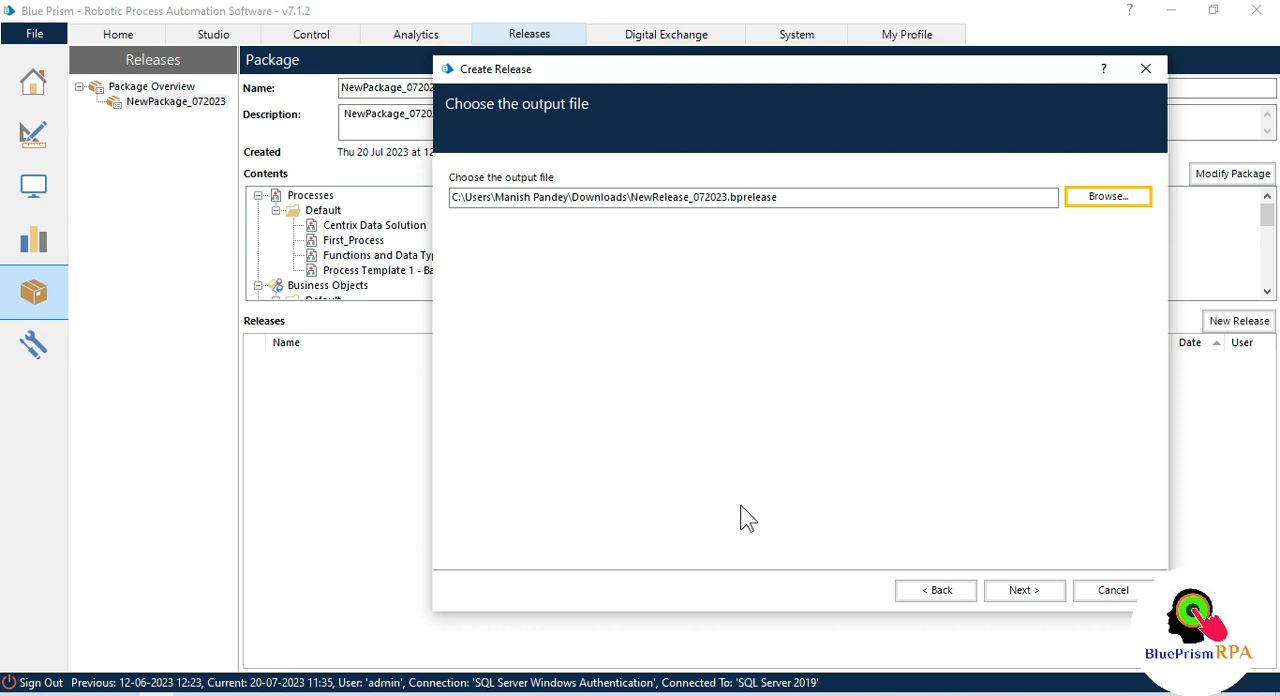 Blue Prism - Robotic Process Automation Software - v7.1.2
?
File
Home
Studio
Control
Analytics
Releases
Digital Exchange
System
My Profile
Releases
Package Overview
NewPackage_072023
Package
Name:
NewPackage_0720
Description:
NewPackage_0720
Created
Thu 20 Jul 2023 at 12
Contents
Modify Package
Processes
Default
Centrix Data Solution
First_Process
Functions and Data Ty
Process Template 1 - Ba
Business Objects
Default
Releases
New Release
Name
Date
User
Create Release
?
Choose the output file
Choose the output file
C:\Users\Manish Pandey\Downloads\NewRelease_072023.bprelease
Browse...
< Back
Next >
Cancel
BluePrism RPA
Sign Out Previous: 12-06-2023 12:23, Current: 20-07-2023 11:35, User: 'admin', Connection: 'SQL Server Windows Authentication', Connected To: 'SQL Server 2019'